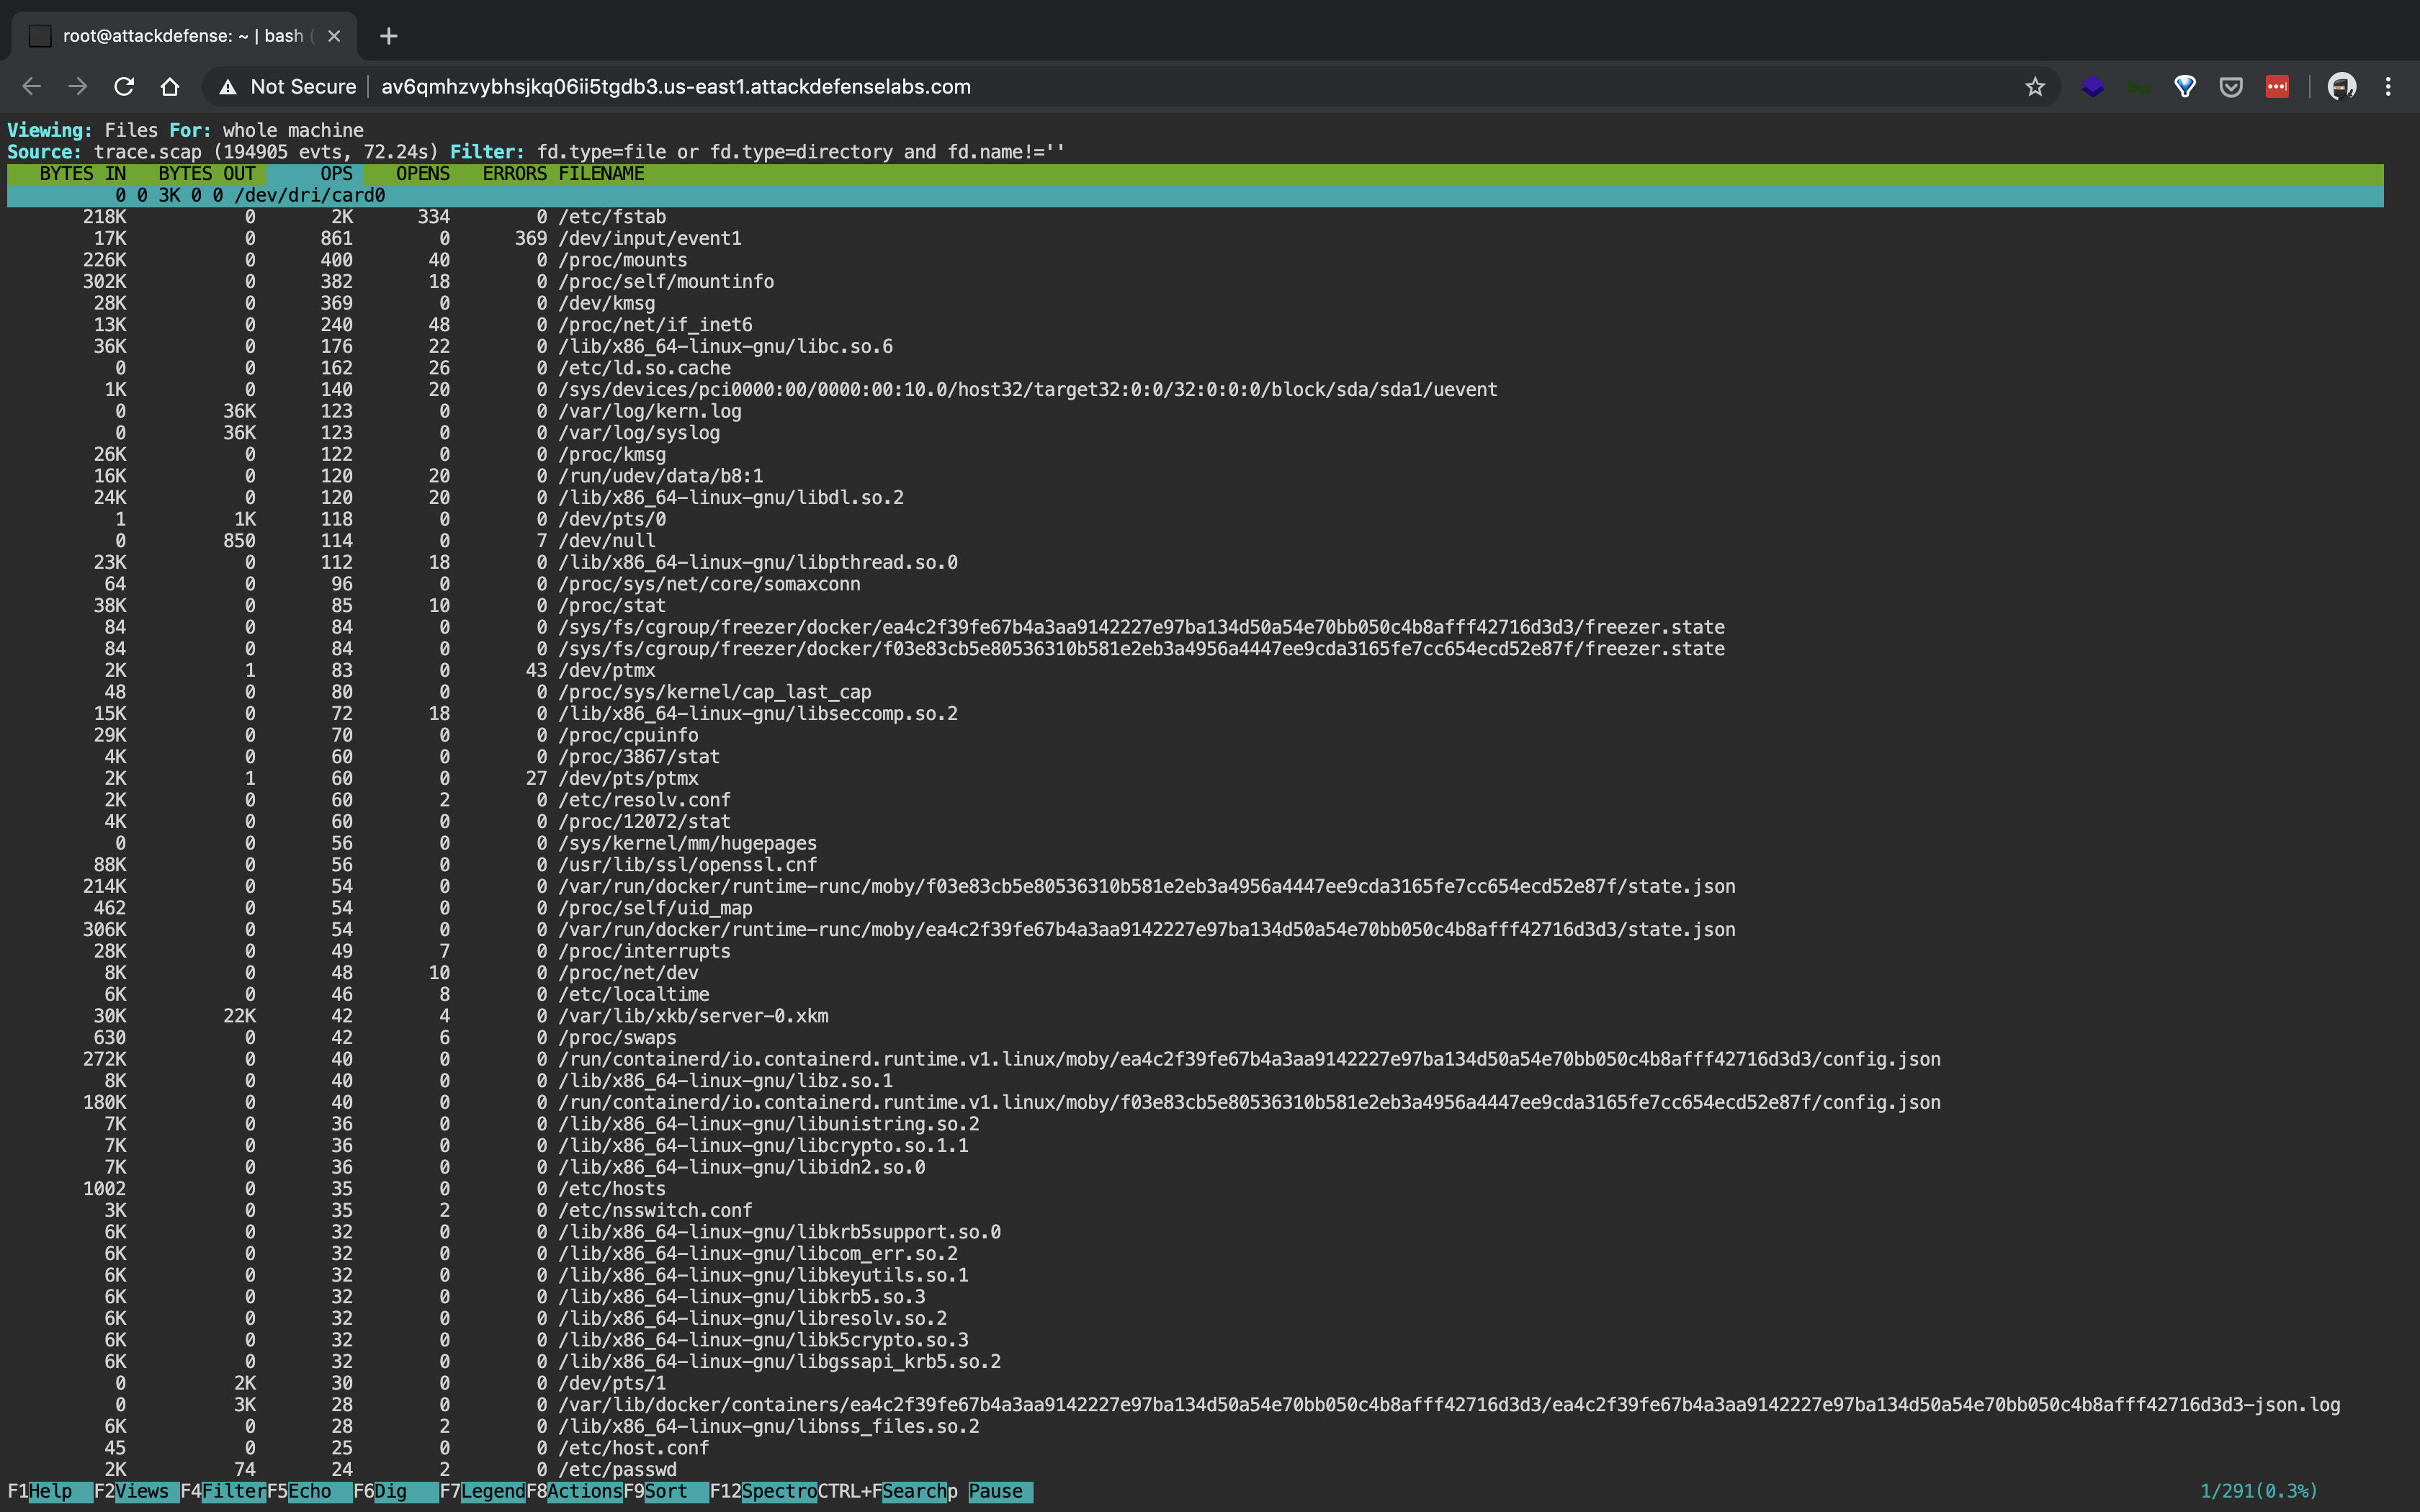 root@attackdefense: ~ | bash (
Not Secure | av6qmhzvybhsjkq06ii5tgdb3.us-east1.attackdefenselabs.com
Viewing: Files For: whole machine
Source: trace.scap (194905 evts, 72.24s) Filter: fd.type=file or fd.type=directory and fd.name!=''
BYTES IN BYTES OUT OPS OPENS ERRORS FILENAME
0 0 3K 0 0 /dev/dri/card0
218K 0 2K 334 0 /etc/fstab
17K 0 861 0 369 /dev/input/event1
226K 0 400 40 0 /proc/mounts
302K 0 382 18 0 /proc/self/mountinfo
28K 0 369 0 0 /dev/kmsg
13K 0 240 48 0 /proc/net/if_inet6
36K 0 176 22 0 /lib/x86_64-linux-gnu/libc.so.6
0 0 162 26 0 /etc/ld.so.cache
1K 0 140 20 0 /sys/devices/pci0000:00/0000:00:10.0/host32/target32:0:0/32:0:0:0/block/sda/sda1/uevent
0 36K 123 0 0 /var/log/kern.log
0 36K 123 0 0 /var/log/syslog
26K 0 122 0 0 /proc/kmsg
16K 0 120 20 0 /run/udev/data/b8:1
24K 0 120 20 0 /lib/x86_64-linux-gnu/libdl.so.2
1 1K 118 0 0 /dev/pts/0
0 850 114 0 7 /dev/null
23K 0 112 18 0 /lib/x86_64-linux-gnu/libpthread.so.0
64 0 96 0 0 /proc/sys/net/core/somaxconn
38K 0 85 10 0 /proc/stat
84 0 84 0 0 /sys/fs/cgroup/freezer/docker/ea4c2f39fe67b4a3aa9142227e97ba134d50a54e70bb050c4b8afff42716d3d3/freezer.state
84 0 84 0 0 /sys/fs/cgroup/freezer/docker/f03e83cb5e80536310b581e2eb3a4956a4447ee9cda3165fe7cc654ecd52e87f/freezer.state
2K 1 83 0 43 /dev/ptmx
48 0 80 0 0 /proc/sys/kernel/cap_last_cap
15K 0 72 18 0 /lib/x86_64-linux-gnu/libseccomp.so.2
29K 0 70 0 0 /proc/cpuinfo
4K 0 60 0 0 /proc/3867/stat
2K 1 60 0 27 /dev/pts/ptmx
2K 0 60 2 0 /etc/resolv.conf
4K 0 60 0 0 /proc/12072/stat
0 0 56 0 0 /sys/kernel/mm/hugepages
88K 0 56 0 0 /usr/lib/ssl/openssl.cnf
214K 0 54 0 0 /var/run/docker/runtime-runc/moby/f03e83cb5e80536310b581e2eb3a4956a4447ee9cda3165fe7cc654ecd52e87f/state.json
462 0 54 0 0 /proc/self/uid_map
306K 0 54 0 0 /var/run/docker/runtime-runc/moby/ea4c2f39fe67b4a3aa9142227e97ba134d50a54e70bb050c4b8afff42716d3d3/state.json
28K 0 49 7 0 /proc/interrupts
8K 0 48 10 0 /proc/net/dev
6K 0 46 8 0 /etc/localtime
30K 22K 42 4 0 /var/lib/xkb/server-0.xkm
630 0 42 6 0 /proc/swaps
272K 0 40 0 0 /run/containerd/io.containerd.runtime.v1.linux/moby/ea4c2f39fe67b4a3aa9142227e97ba134d50a54e70bb050c4b8afff42716d3d3/config.json
8K 0 40 0 0 /lib/x86_64-linux-gnu/libz.so.1
180K 0 40 0 0 /run/containerd/io.containerd.runtime.v1.linux/moby/f03e83cb5e80536310b581e2eb3a4956a4447ee9cda3165fe7cc654ecd52e87f/config.json
7K 0 36 0 0 /lib/x86_64-linux-gnu/libunistring.so.2
7K 0 36 0 0 /lib/x86_64-linux-gnu/libcrypto.so.1.1
7K 0 36 0 0 /lib/x86_64-linux-gnu/libidn2.so.0
1002 0 35 0 0 /etc/hosts
3K 0 35 2 0 /etc/nsswitch.conf
6K 0 32 0 0 /lib/x86_64-linux-gnu/libkrb5support.so.0
6K 0 32 0 0 /lib/x86_64-linux-gnu/libcom_err.so.2
6K 0 32 0 0 /lib/x86_64-linux-gnu/libkeyutils.so.1
6K 0 32 0 0 /lib/x86_64-linux-gnu/libkrb5.so.3
6K 0 32 0 0 /lib/x86_64-linux-gnu/libresolv.so.2
6K 0 32 0 0 /lib/x86_64-linux-gnu/libk5crypto.so.3
6K 0 32 0 0 /lib/x86_64-linux-gnu/libgssapi_krb5.so.2
0 2K 30 0 0 /dev/pts/1
0 3K 28 0 0 /var/lib/docker/containers/ea4c2f39fe67b4a3aa9142227e97ba134d50a54e70bb050c4b8afff42716d3d3/ea4c2f39fe67b4a3aa9142227e97ba134d50a54e70bb050c4b8afff42716d3d3-json.log
6K 0 28 2 0 /lib/x86_64-linux-gnu/libnss_files.so.2
45 0 25 0 0 /etc/host.conf
2K 74 24 2 0 /etc/passwd
F1Help F2Views F4FilterF5Echo F6Dig F7LegendF8ActionsF9Sort F12SpectroCTRL+FSearchp Pause 1/291(0.3%)